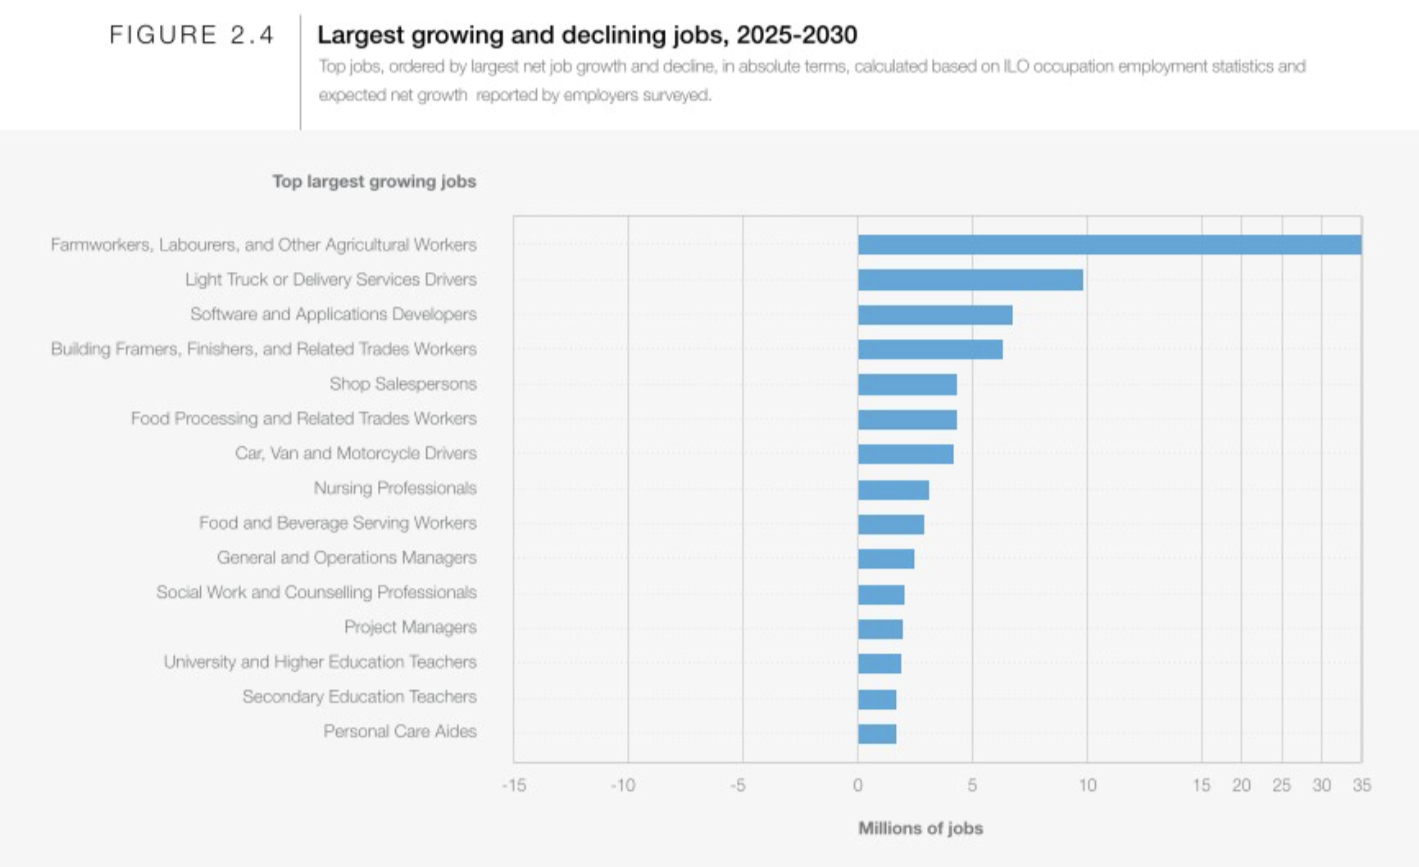 FIGURE 2.4
Largest growing and declining jobs, 2025-2030
Top jobs, ordered by largest net job growth and decline, in absolute terms, calculated based on ILO occupation employment statistics and
expected net growth reported by employers surveyed.
Top largest growing jobs
Farmworkers, Labourers, and Other Agricultural Workers
Light Truck or Delivery Services Drivers
Software and Applications Developers
Building Framers, Finishers, and Related Trades Workers
Shop Salespersons
Food Processing and Related Trades Workers
Car, Van and Motorcycle Drivers
Nursing Professionals
Food and Beverage Serving Workers
General and Operations Managers
Social Work and Counselling Professionals
Project Managers
University and Higher Education Teachers
Secondary Education Teachers
Personal Care Aides
-15 -10 -5 0 5 10 15 20 25 30 35
Millions of jobs